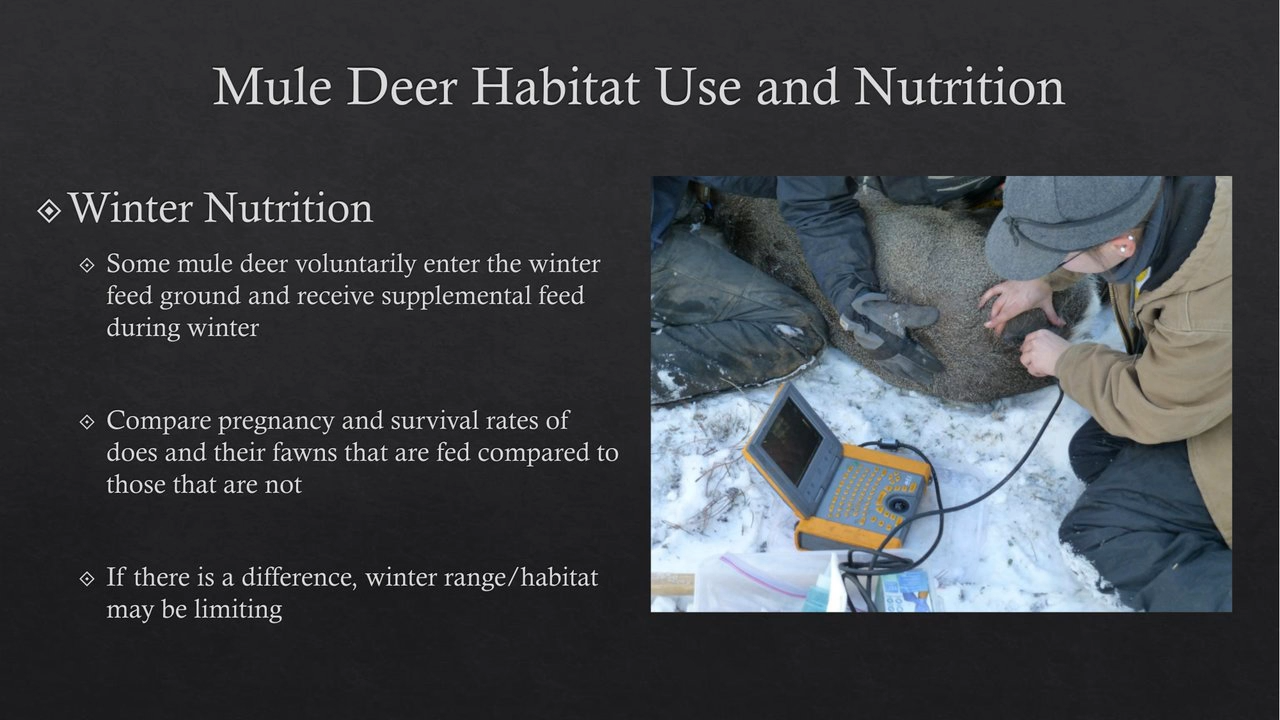 Mule Deer Habitat Use and Nutrition
Winter Nutrition
Some mule deer voluntarily enter the winter
feed ground and receive supplemental feed
during winter
Compare pregnancy and survival rates of
does and their fawns that are fed compared to
those that are not
If there is a difference, winter range/habitat
may be limiting